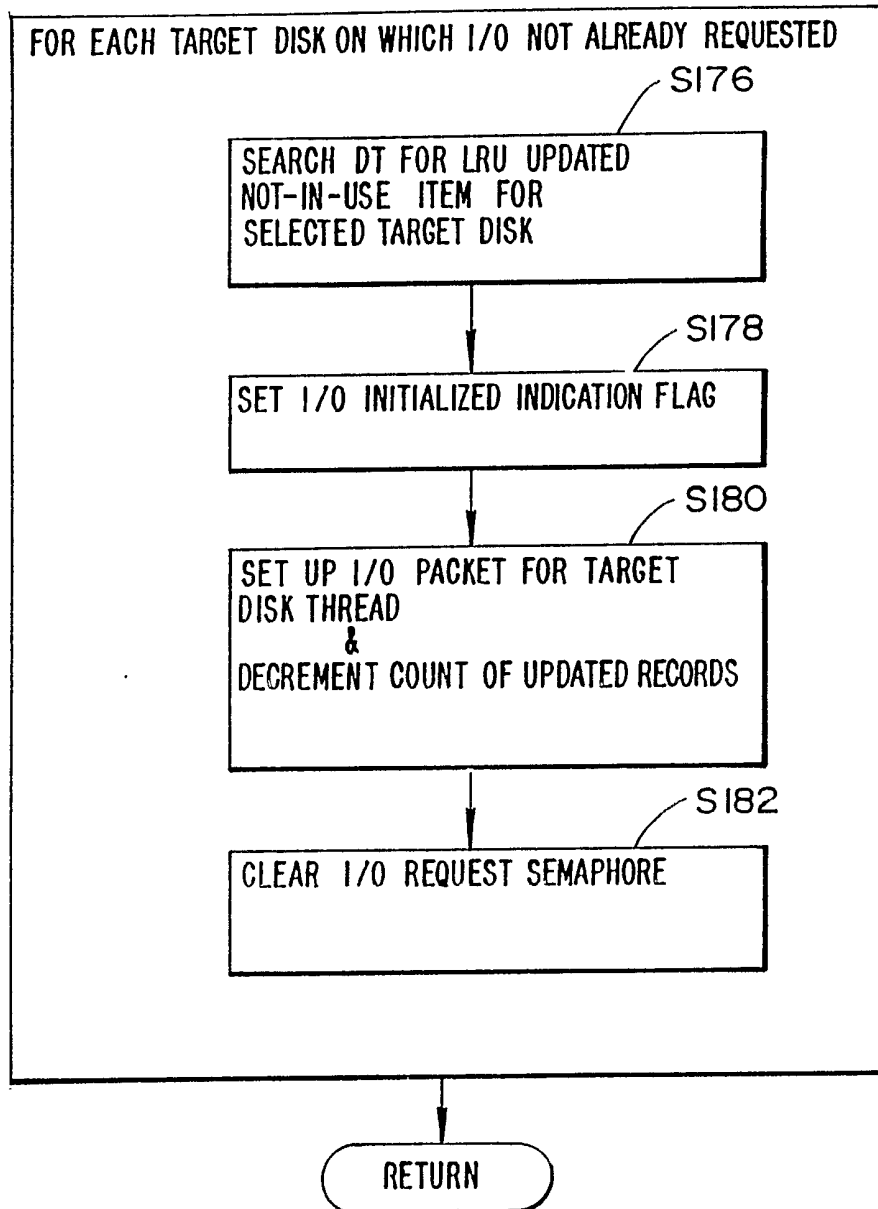 FOR EACH TARGET DISK ON WHICH I/O NOT ALREADY REQUESTED
S176
SEARCH DT FOR LRU UPDATED
NOT-IN-USE ITEM FOR
SELECTED TARGET DISK
S178
SET I/O INITIALIZED INDICATION FLAG
S180
SET UP I/O PACKET FOR TARGET
DISK THREAD
&
DECREMENT COUNT OF UPDATED RECORDS
S182
CLEAR I/O REQUEST SEMAPHORE
RETURN